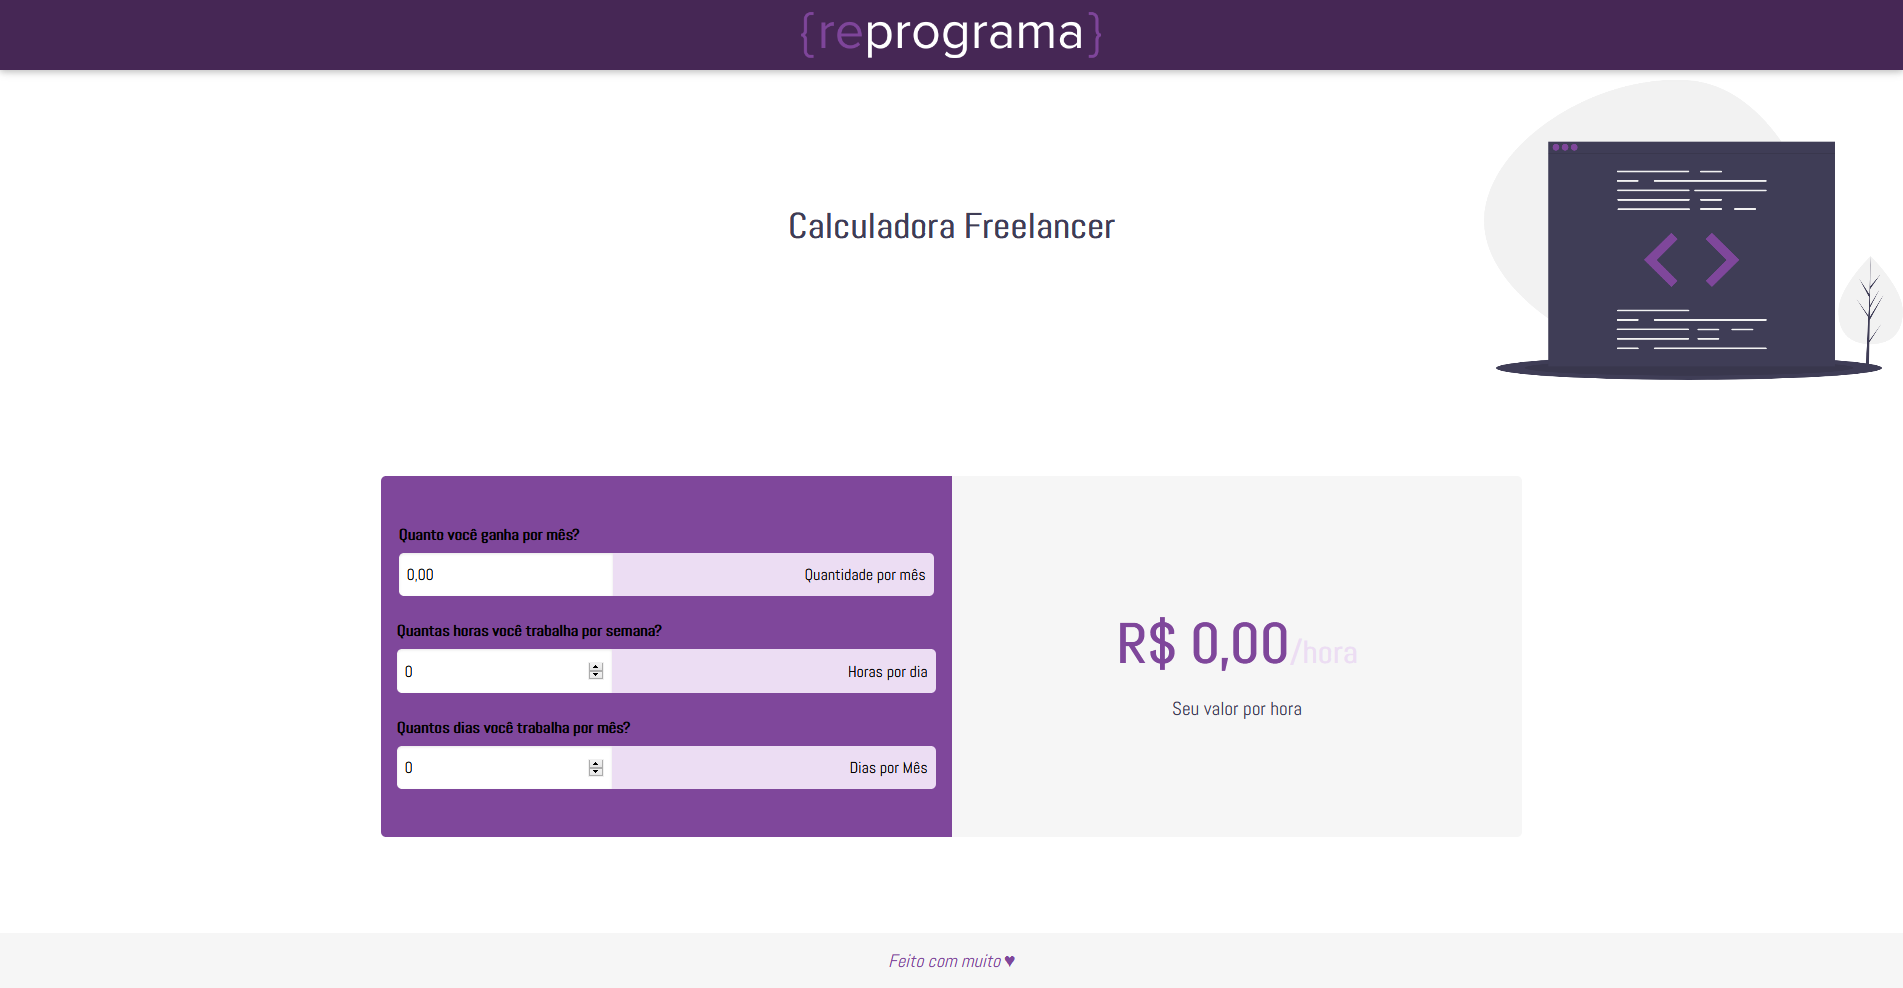 {reprograma}
Calculadora Freelancer
Quanto você ganha por mês?
0,00 Quantidade por mês
Quantas horas você trabalha por semana?
0 Horas por dia
Quantos dias você trabalha por mês?
0 Dias por Mês
R$ 0,00/hora
Seu valor por hora
Feito com muito ♥